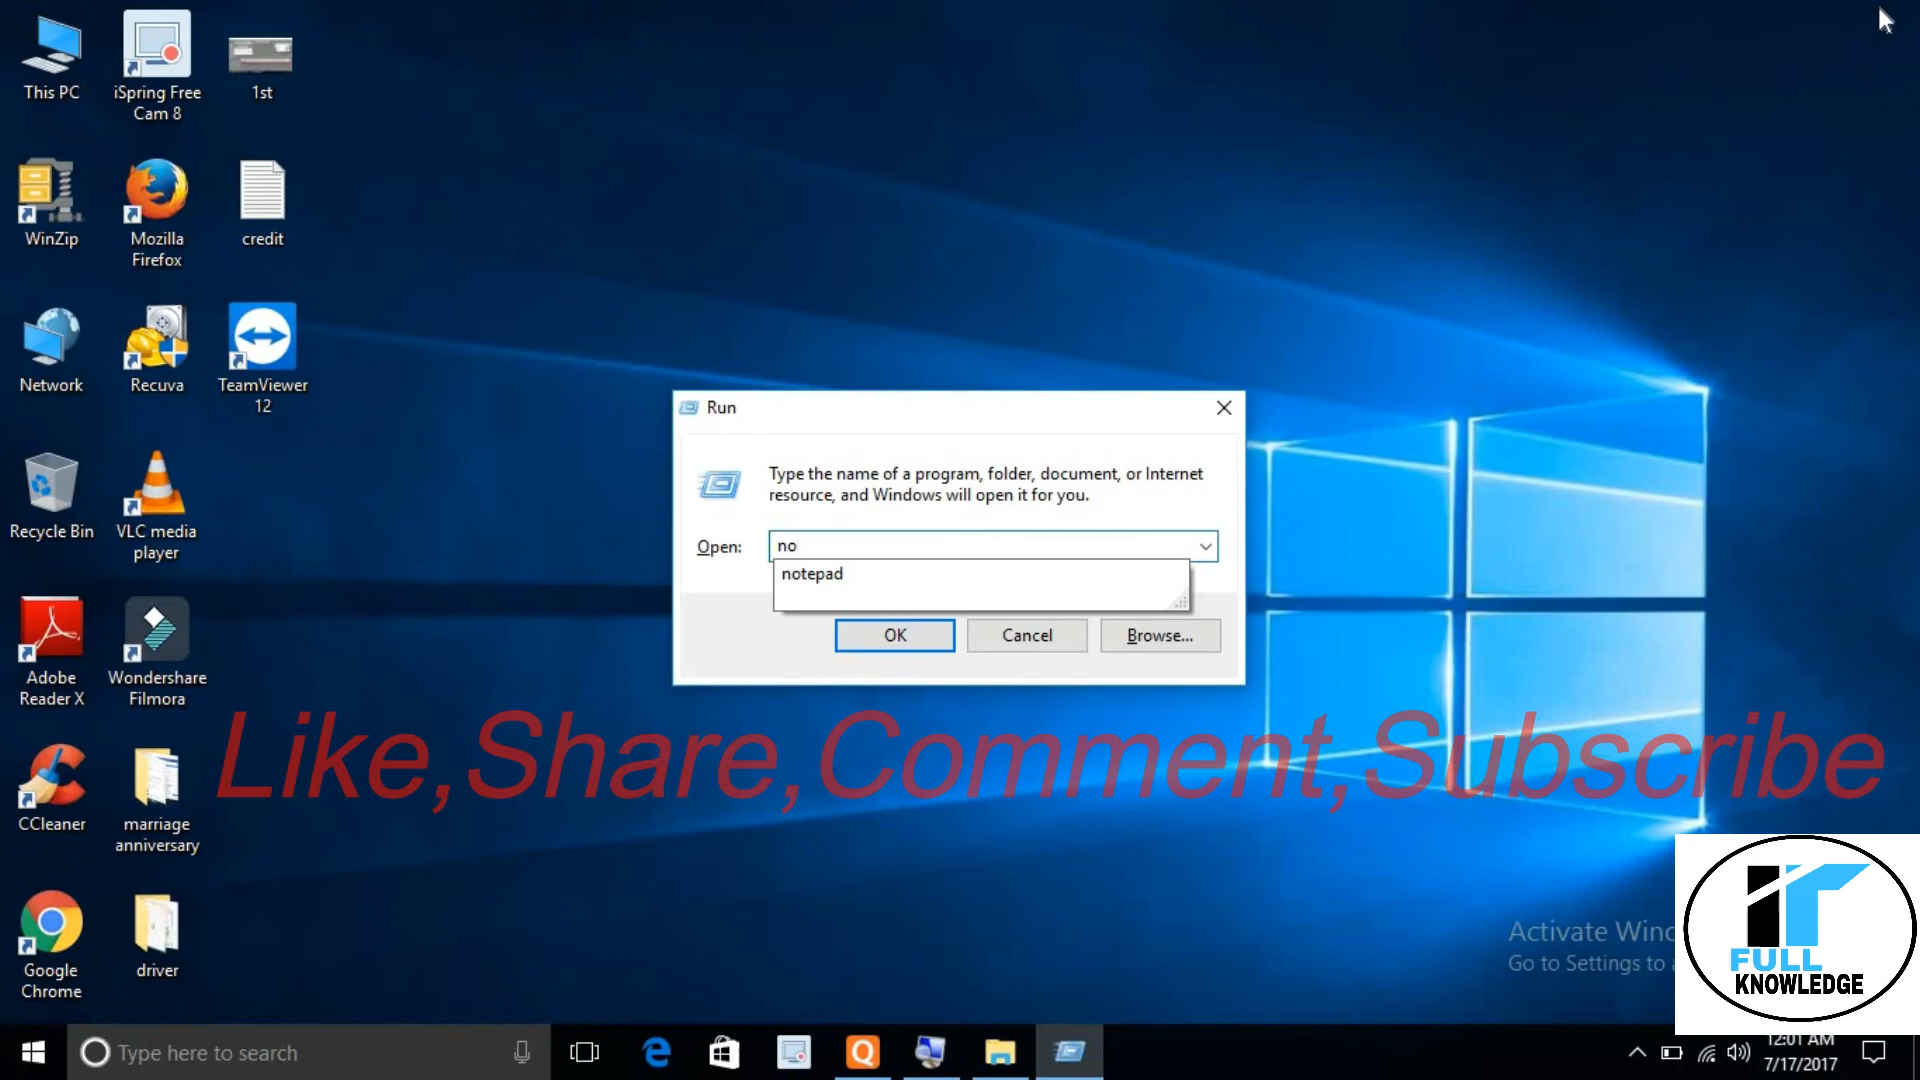 This PC
iSpring Free
Cam 8
1st
WinZip
Mozilla
Firefox
credit
Network
Recuva
TeamViewer
12
Recycle Bin
VLC media
player
Adobe
Reader X
Wondershare
Filmora
CCleaner
marriage
anniversary
Google
Chrome
driver
Run
Type the name of a program, folder, document, or Internet
resource, and Windows will open it for you.
Open:
no
notepad
OK
Cancel
Browse...
Like,Share,Comment,Subscribe
Activate Wind
Go to Settings to a
IT
FULL
KNOWLEDGE
Type here to search
12:01 AM
7/17/2017